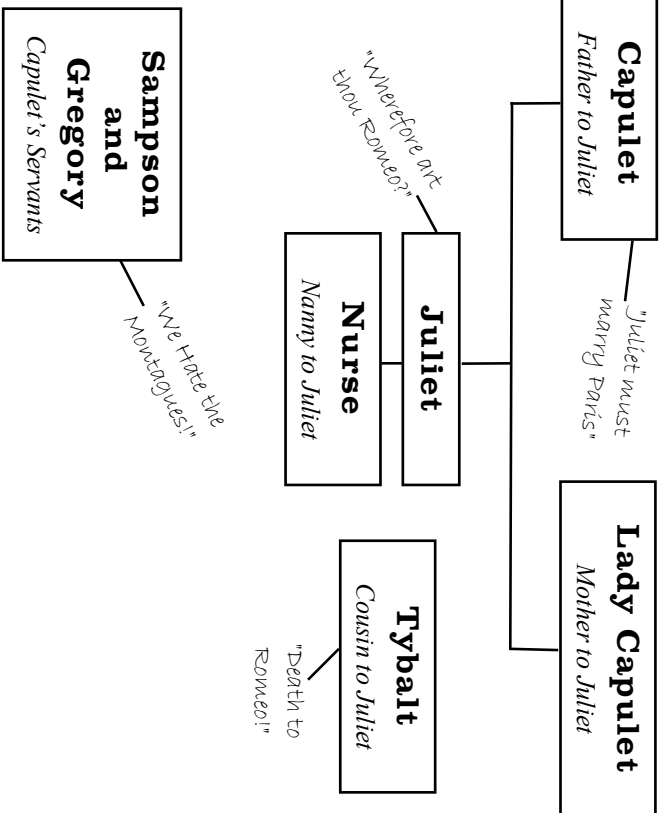 Capulet
Father to Juliet
"Juliet must
marry Paris"
Lady Capulet
Mother to Juliet
"Wherefore art
thou Romeo?"
Juliet
Nurse
Nanny to Juliet
Tybalt
Cousin to Juliet
"Death to
Romeo!"
Sampson
and
Gregory
Capulet's Servants
"We Hate the
Montagues!"